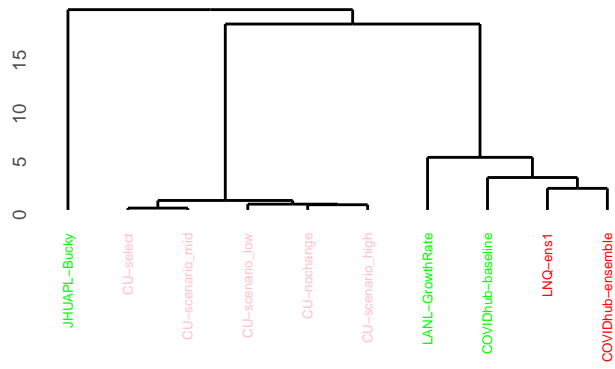 15
10
5
0
JHUAPL−Bucky
CU−select
CU−scenario_mid
CU−scenario_low
CU−nochange
CU−scenario_high
LANL−GrowthRate
COVIDhub−baseline
LNQ−ens1
COVIDhub−ensemble